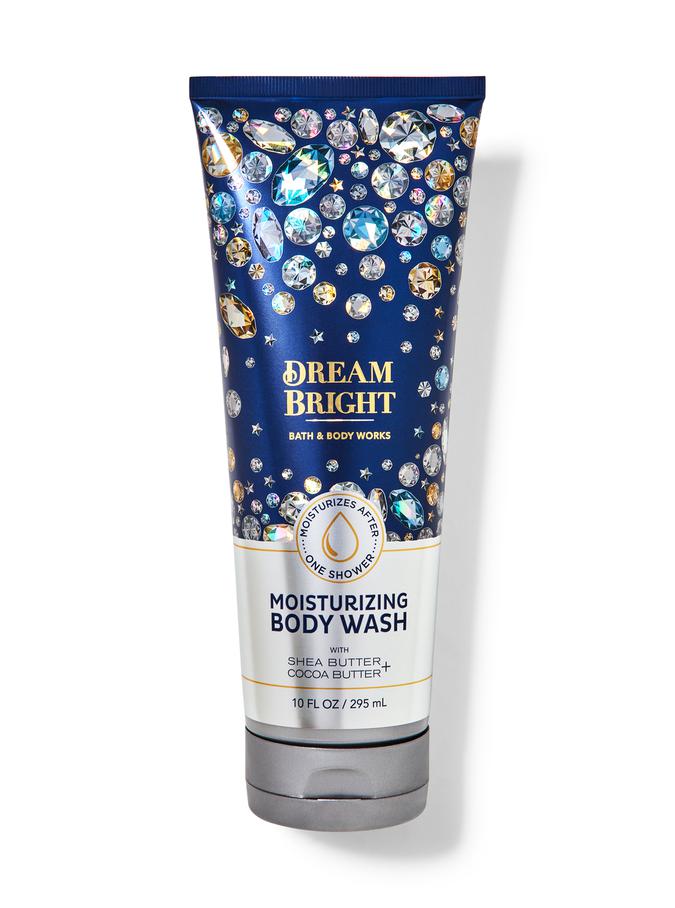 DREAM
BRIGHT
BATH & BODY WORKS
MOISTURIZES AFTER
ONE SHOWER
MOISTURIZING
BODY WASH
WITH
SHEA BUTTER +
COCOA BUTTER
10 FL OZ / 295 mL